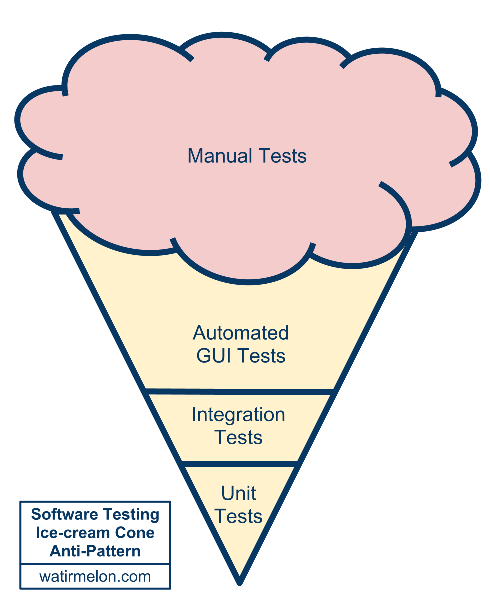 Manual Tests
Automated
GUI Tests
Integration
Tests
Unit
Tests
Software Testing
Ice-cream Cone
Anti-Pattern
watirmelon.com